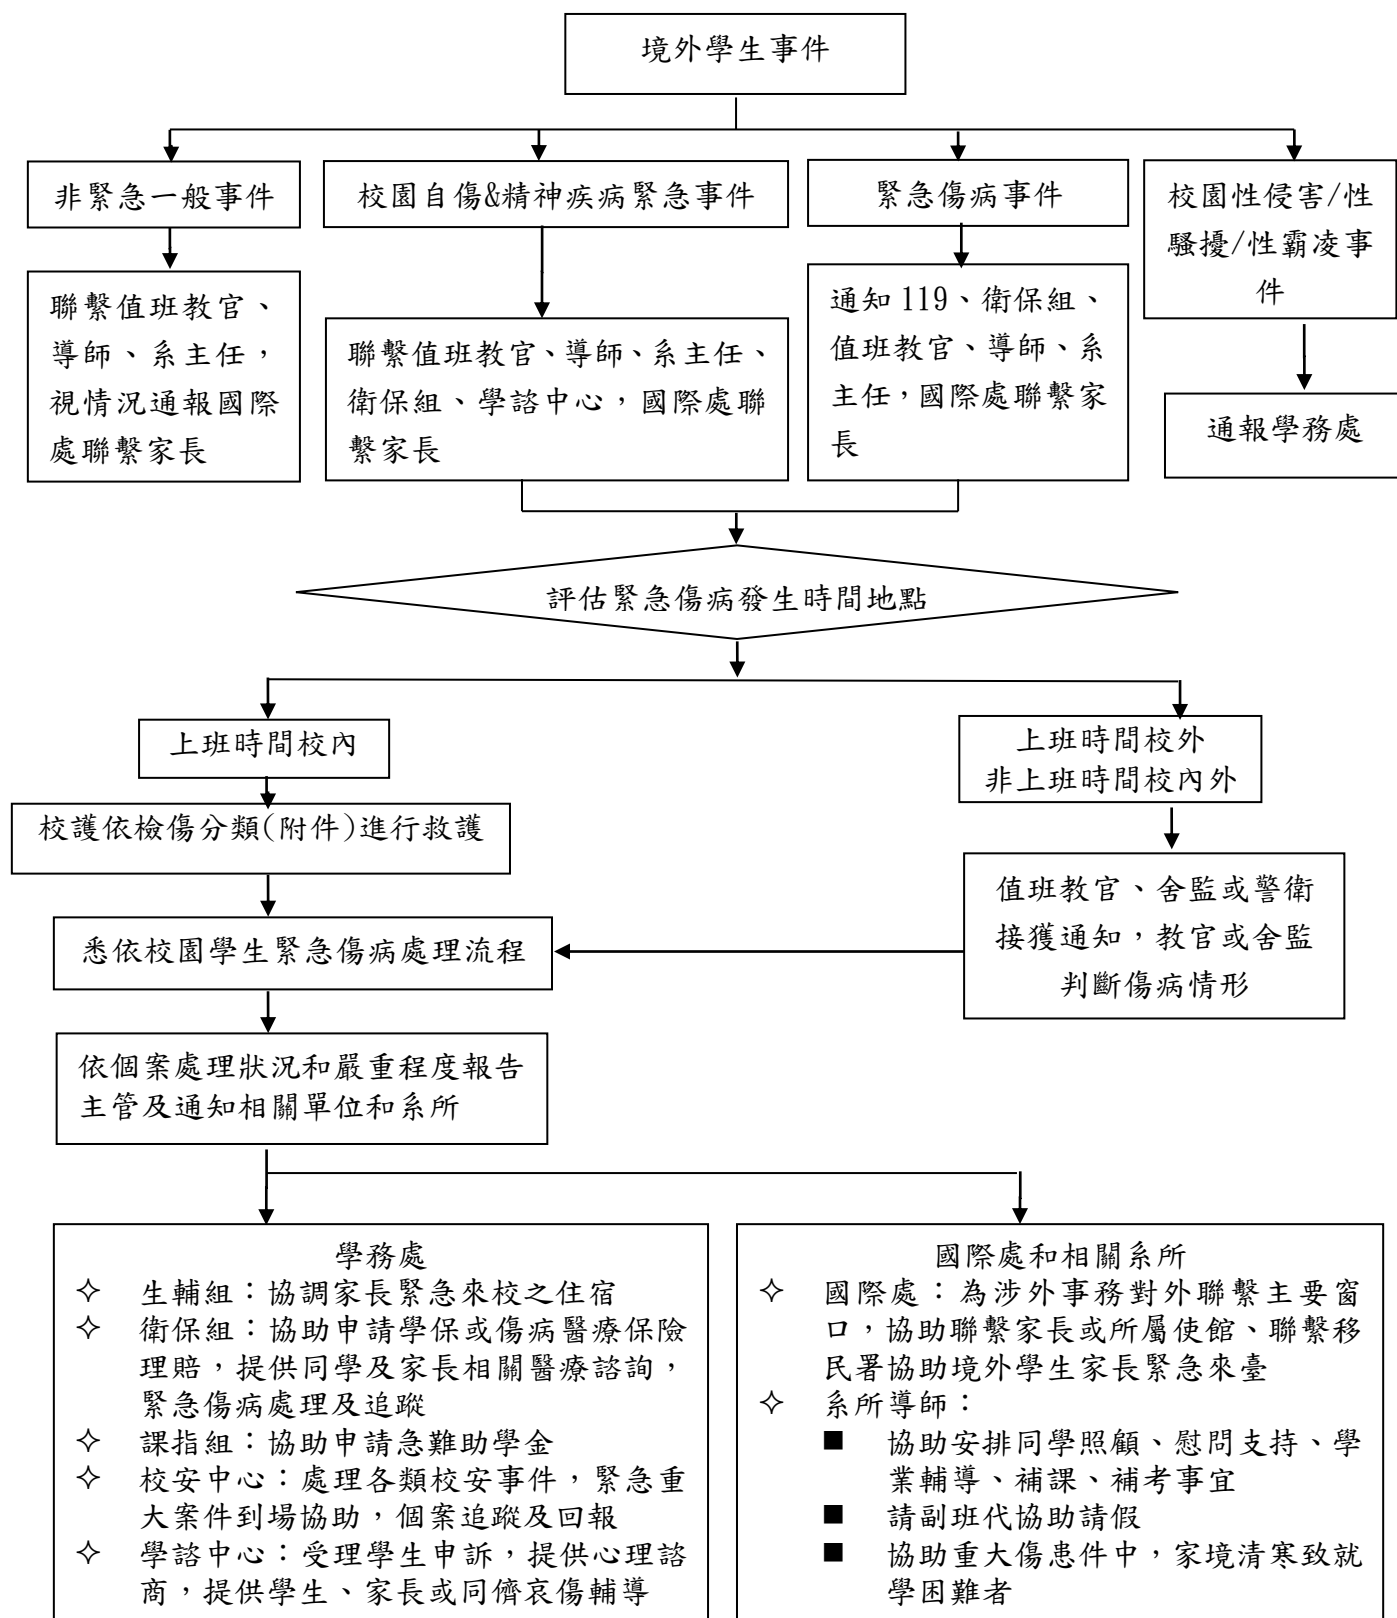 境外學生事件
非緊急一般事件
校園自傷&精神疾病緊急事件
緊急傷病事件
校園性侵害/性
騷擾/性霸凌事
件
聯繫值班教官、
導師、系主任，
視情況通報國際
處聯繫家長
聯繫值班教官、導師、系主任、
衛保組、學諮中心，國際處聯
繫家長
通知 119、衛保組、
值班教官、導師、系
主任，國際處聯繫家
長
通報學務處
評估緊急傷病發生時間地點
上班時間校內
上班時間校外
非上班時間校內外
校護依檢傷分類(附件)進行救護
值班教官、舍監或警衛
接獲通知，教官或舍監
判斷傷病情形
悉依校園學生緊急傷病處理流程
依個案處理狀況和嚴重程度報告
主管及通知相關單位和系所
學務處
✧ 生輔組：協調家長緊急來校之住宿
✧ 衛保組：協助申請學保或傷病醫療保險
理賠，提供同學及家長相關醫療諮詢，
緊急傷病處理及追蹤
✧ 課指組：協助申請急難助學金
✧ 校安中心：處理各類校安事件，緊急重
大案件到場協助，個案追蹤及回報
✧ 學諮中心：受理學生申訴，提供心理諮
商，提供學生、家長或同儕哀傷輔導
國際處和相關系所
✧ 國際處：為涉外事務對外聯繫主要窗
口，協助聯繫家長或所屬使館、聯繫移
民署協助境外學生家長緊急來臺
✧ 系所導師：
■ 協助安排同學照顧、慰問支持、學
業輔導、補課、補考事宜
■ 請副班代協助請假
■ 協助重大傷患件中，家境清寒致就
學困難者